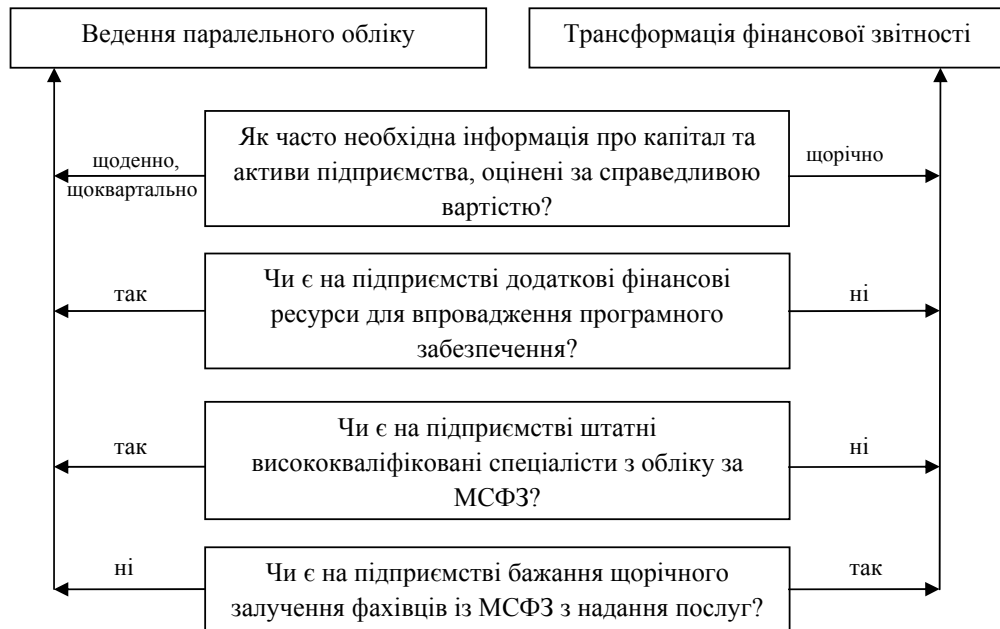 Ведення паралельного обліку
Трансформація фінансової звітності
Як часто необхідна інформація про капітал та
активи підприємства, оцінені за справедливою
вартістю?
щоденно,
щоквартально
щорічно
Чи є на підприємстві додаткові фінансові
ресурси для впровадження програмного
забезпечення?
так
ні
Чи є на підприємстві штатні
висококваліфіковані спеціалісти з обліку за
МСФЗ?
так
ні
Чи є на підприємстві бажання щорічного
залучення фахівців із МСФЗ з надання послуг?
ні
так